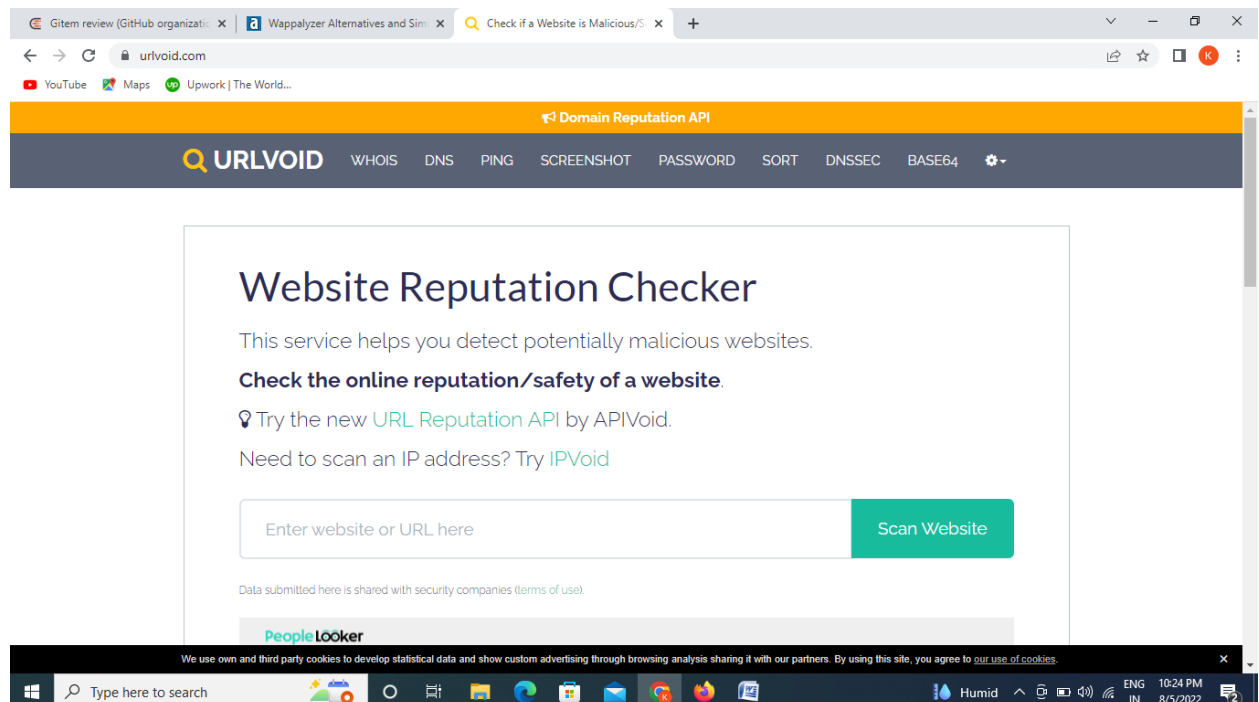 Gitem review (GitHub organizatic
Wappalyzer Alternatives and Sim
Check if a Website is Malicious/S
urlvoid.com
K
YouTube
Maps
up
Upwork | The World...
Domain Reputation API
URLVOID
WHOIS
DNS
PING
SCREENSHOT
PASSWORD
SORT
DNSSEC
BASE64
Website Reputation Checker
This service helps you detect potentially malicious websites.
Check the online reputation/safety of a website.
Try the new URL Reputation API by APIVoid.
Need to scan an IP address? Try IPVoid
Enter website or URL here
Scan Website
Data submitted here is shared with security companies (terms of use).
PeopleLooker
We use own and third party cookies to develop statistical data and show custom advertising through browsing analysis sharing it with our partners. By using this site, you agree to our use of cookies.
Type here to search
Humid
ENG
IN
10:24 PM
8/5/2022
2